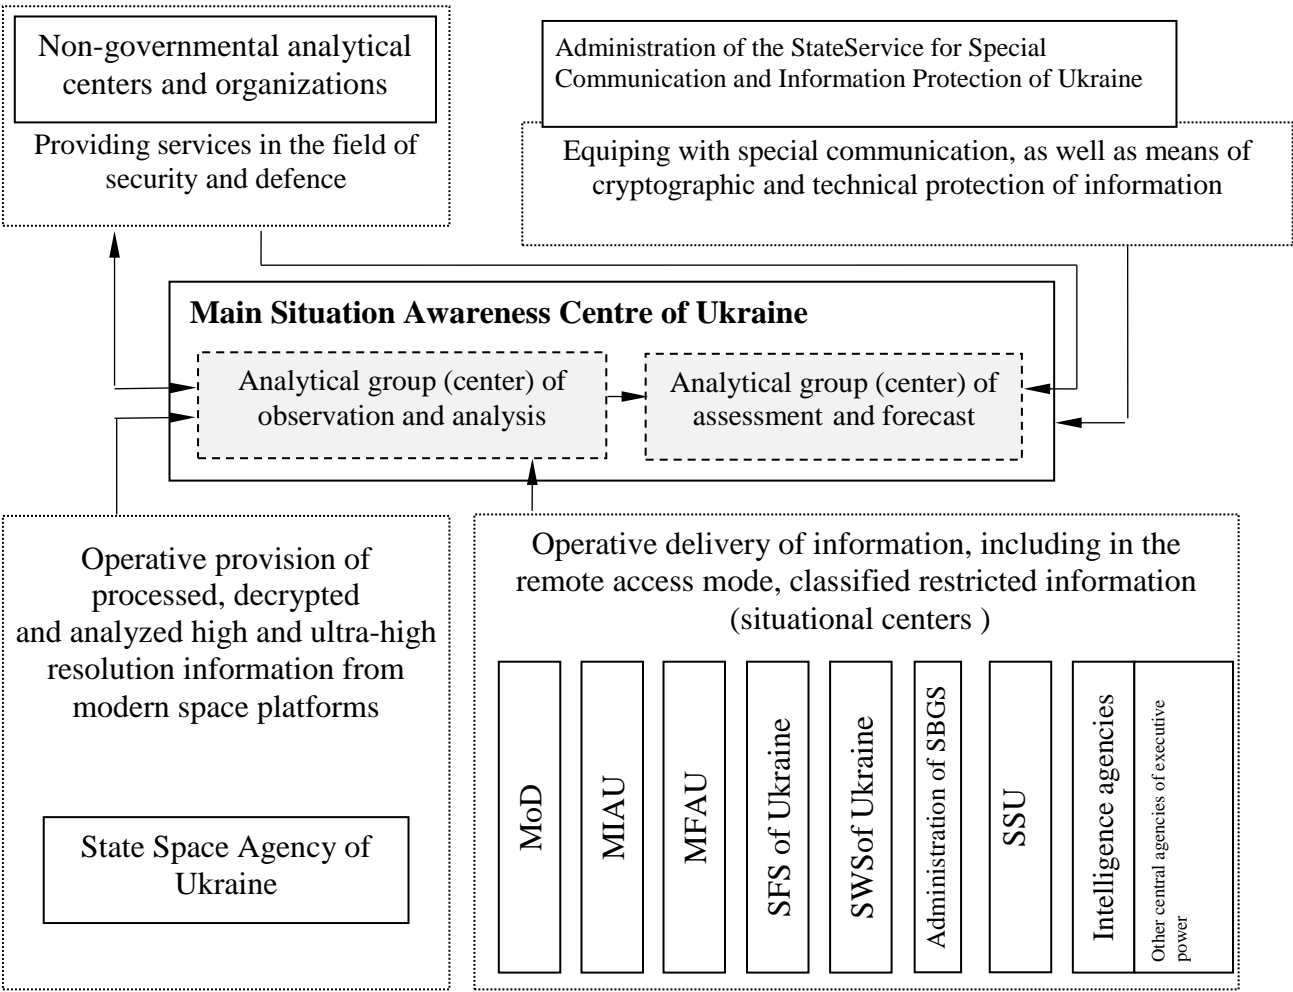 Non-governmental analytical
centers and organizations
Providing services in the field of
security and defence
Administration of the StateService for Special
Communication and Information Protection of Ukraine
Equiping with special communication, as well as means of
cryptographic and technical protection of information
Main Situation Awareness Centre of Ukraine
Analytical group (center) of
observation and analysis
Analytical group (center) of
assessment and forecast
Operative provision of
processed, decrypted
and analyzed high and ultra-high
resolution information from
modern space platforms
State Space Agency of
Ukraine
Operative delivery of information, including in the
remote access mode, classified restricted information
(situational centers )
MoD
MIAU
MFAU
SFS of Ukraine
SWSof Ukraine
Administration of SBGS
SSU
Intelligence agencies
Other central agencies of executive
power